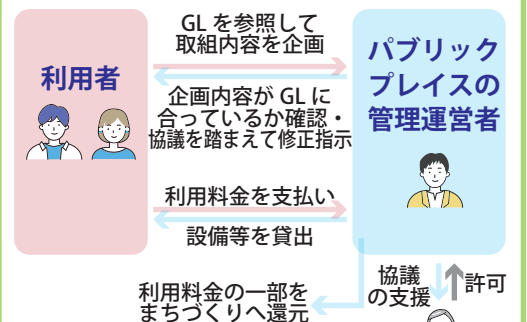 利用者
GLを参照して
取組内容を企画
企画内容がGLに
合っているか確認・
協議を踏まえて修正指示
パブリック
プレイスの
管理運営者
利用料金を支払い
設備等を貸出
利用料金の一部を
まちづくりへ還元
協議
の支援
許可